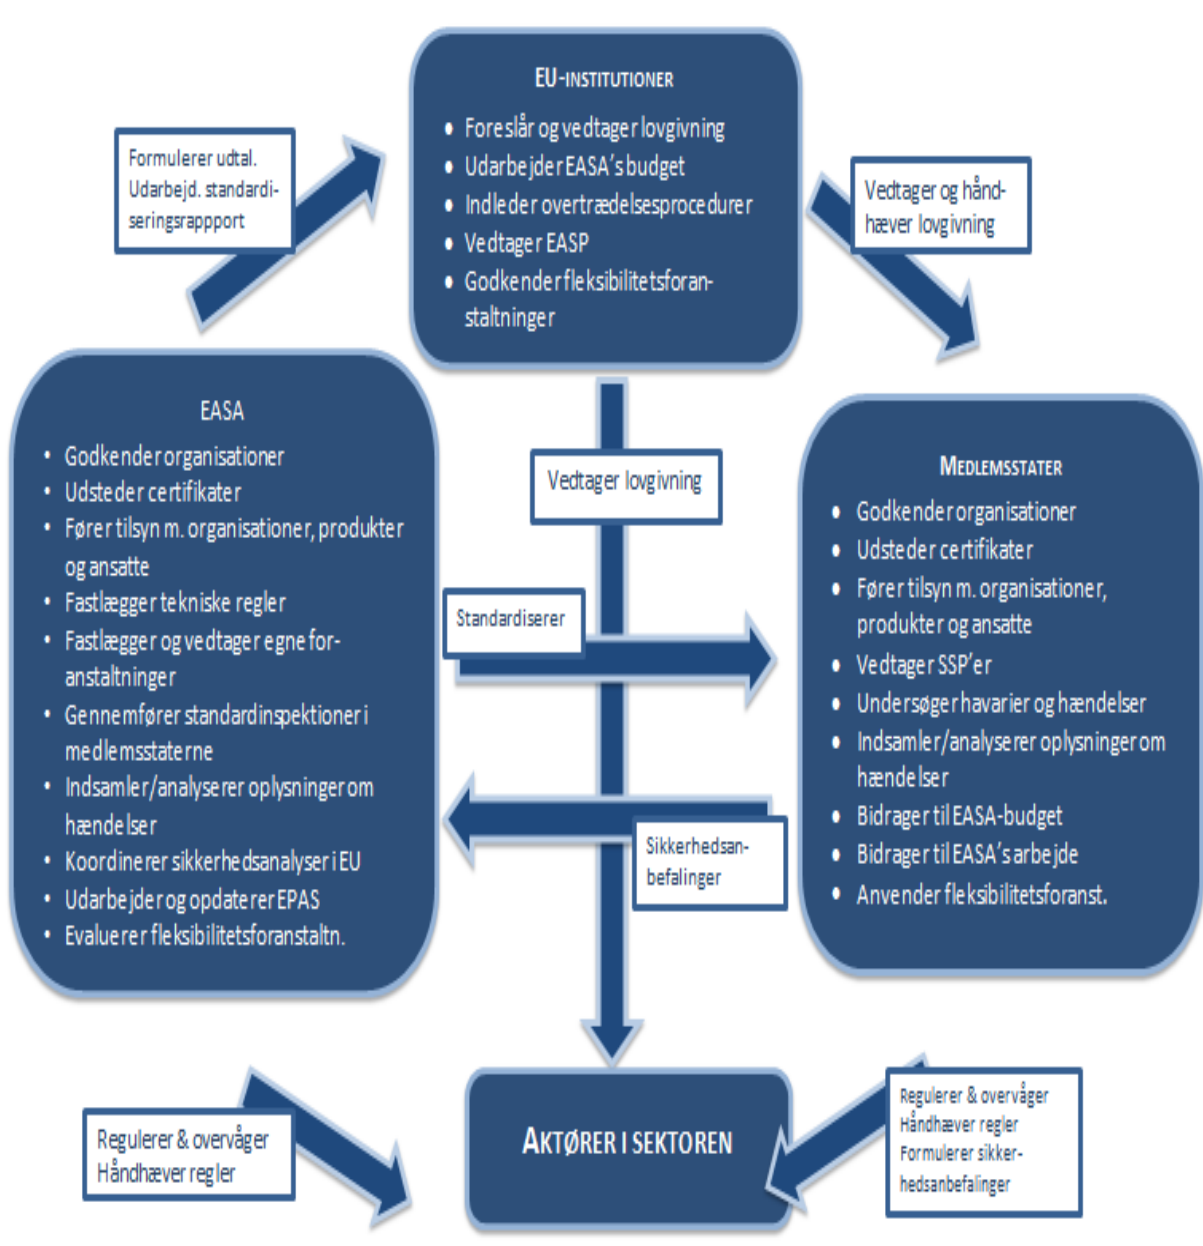 EU-INSTITUTIONER
• Foreslår og vedtager lovgivning
• Udarbejder EASA's budget
• Indleder overtrædelsesprocedurer
• Vedtager EASP
• Godkender fleksibilitetsforan-
staltninger
Formulerer udtal.
Udarbejd. standardi-
seringsrappport
Vedtager og hånd-
hæver lovgivning
EASA
• Godkender organisationer
• Udsteder certifikater
• Fører tilsyn m. organisationer, produkter
og ansatte
• Fastlægger tekniske regler
• Fastlægger og vedtager egne for-
anstaltninger
• Gennemfører standardinspektioner i
medlemsstaterne
• Indsamler/analyserer oplysninger om
hændelser
• Koordinerer sikkerhedsanalyser i EU
• Udarbejder og opdaterer EPAS
• Evaluerer fleksibilitetsforanstaltn.
Vedtager lovgivning
Standardiserer
Sikkerhedsan-
befalinger
MEDLEMSSTATER
• Godkender organisationer
• Udsteder certifikater
• Fører tilsyn m. organisationer,
produkter og ansatte
• Vedtager SSP'er
• Undersøger havarier og hændelser
• Indsamler/analyserer oplysninger om
hændelser
• Bidrager til EASA-budget
• Bidrager til EASA's arbejde
• Anvender fleksibilitetsforanst.
Regulerer & overvåger
Håndhæver regler
AKTØRER I SEKTOREN
Regulerer & overvåger
Håndhæver regler
Formulerer sikker-
hedsanbefalinger